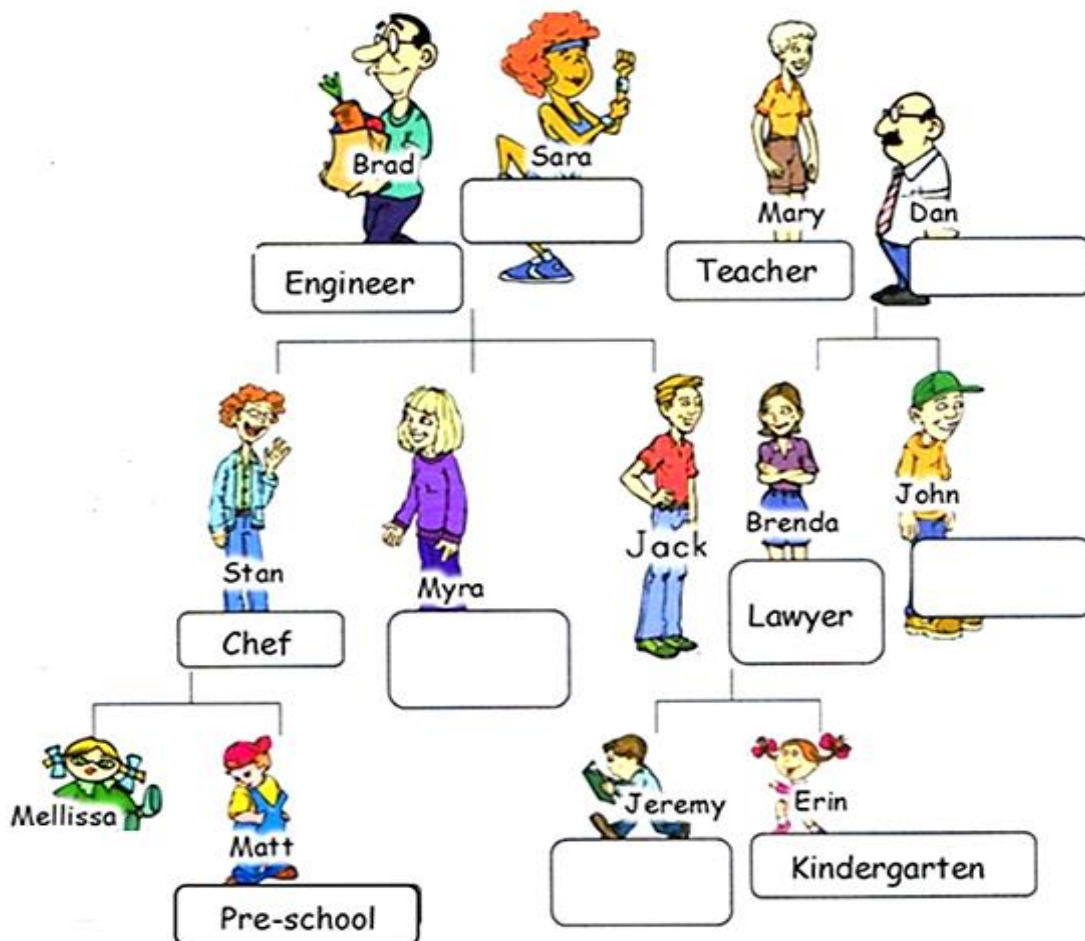 Brad
Sara
Mary
Dan
Engineer
Teacher
Stan
Myra
Jack
Brenda
John
Chef
Lawyer
Mellissa
Matt
Jeremy
Erin
Pre-school
Kindergarten